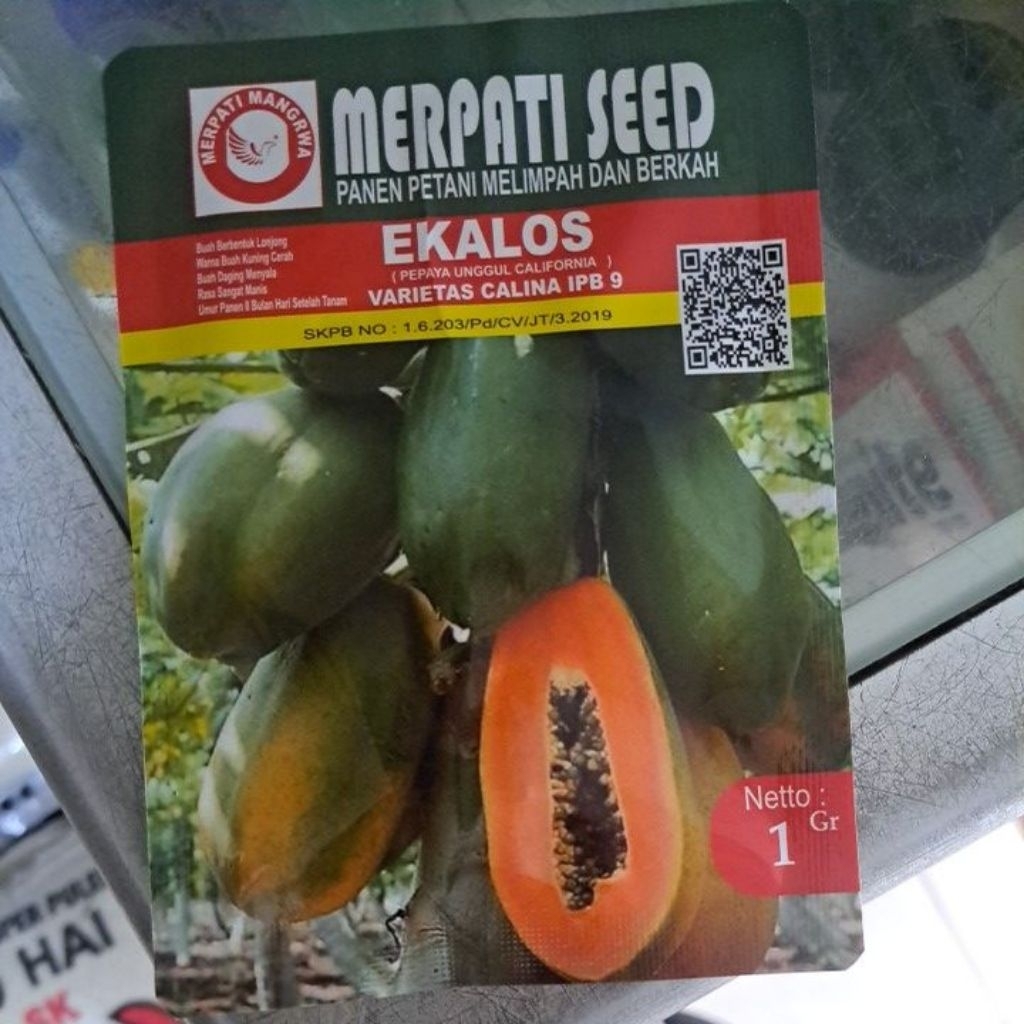 MERPATI MANGRWA
MERPATI SEED
PANEN PETANI MELIMPAH DAN BERKAH
EKALOS
( PEPAYA UNGGUL CALIFORNIA )
VARIETAS CALINA IPB 9
Buah Berbentuk Lonjong
Warna Buah Kuning Cerah
Buah Daging Menyala
Rasa Sangat Manis
Umur Panen 8 Bulan Hari Setelah Tanam
SKPB NO : 1.6.203/Pd/CV/JT/3.2019
Netto :
1 Gr
HAI